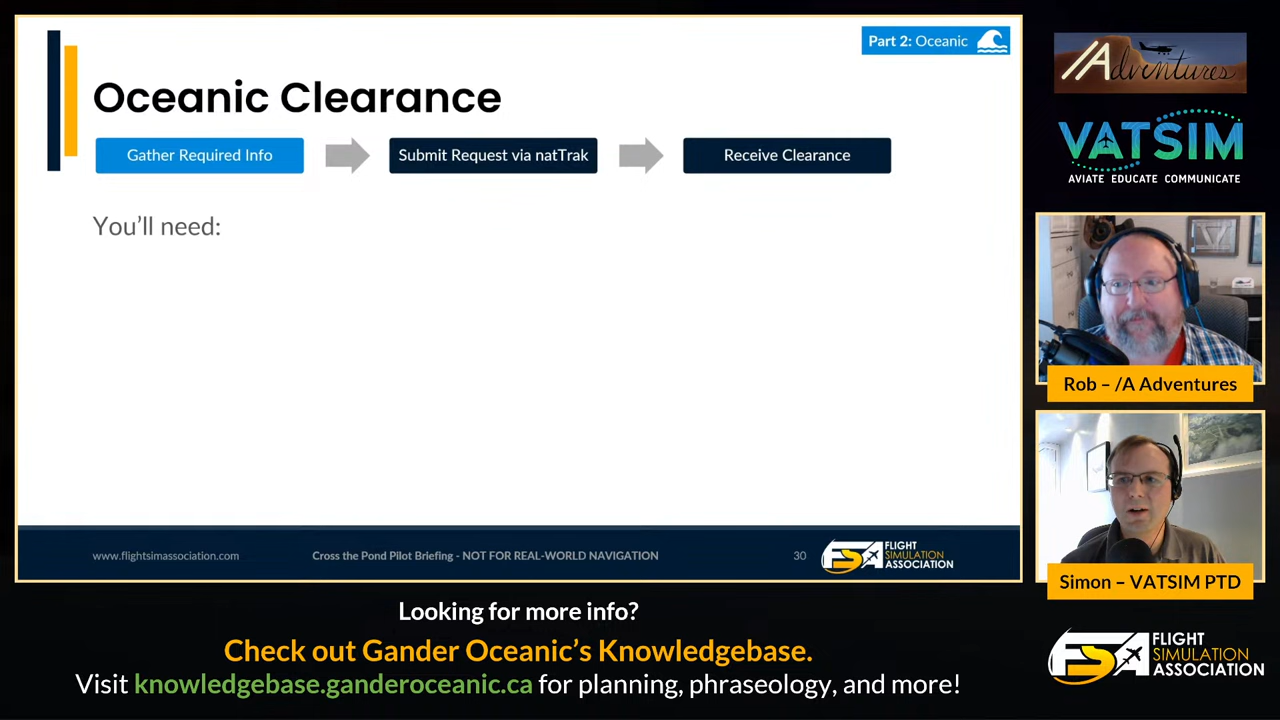 Part 2: Oceanic
Oceanic Clearance
Gather Required Info
Submit Request via natTrak
Receive Clearance
You'll need:
www.flightsimassociation.com
Cross the Pond Pilot Briefing - NOT FOR REAL-WORLD NAVIGATION
30
FSA FLIGHT
SIMULATION
ASSOCIATION
/Adventures
VATSIM
AVIATE EDUCATE COMMUNICATE
Rob – /A Adventures
Simon – VATSIM PTD
Looking for more info?
Check out Gander Oceanic's Knowledgebase.
Visit knowledgebase.ganderoceanic.ca for planning, phraseology, and more!
FSA FLIGHT
SIMULATION
ASSOCIATION